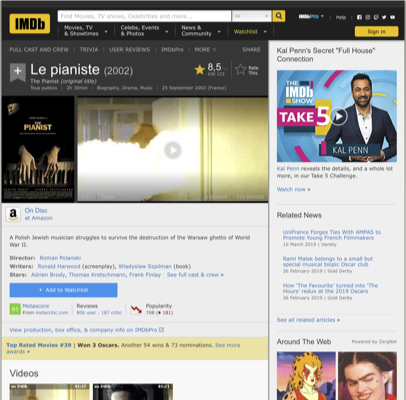 IMDb
Find Movies, TV shows, Celebrities and more...
All
IMDbPro
Help
Movies, TV
& Showtimes
Celebs, Events
& Photos
News &
Community
Watchlist
Sign in
FULL CAST AND CREW | TRIVIA | USER REVIEWS | IMDbPro | MORE
SHARE
Le pianiste (2002)
The Pianist (original title)
Tous publics | 2h 30min | Biography, Drama, Music | 25 September 2002 (France)
8,5
Rate
This
THE
PIANIST
On Disc
at Amazon
A Polish Jewish musician struggles to survive the destruction of the Warsaw ghetto of World
War II.
Director: Roman Polanski
Writers: Ronald Harwood (screenplay), Wladyslaw Szpilman (book)
Stars: Adrien Brody, Thomas Kretschmann, Frank Finlay | See full cast & crew »
+ Add to Watchlist
85
Metascore
From metacritic.com
Reviews
906 user | 187 critic
Popularity
708 (181)
View production, box office, & company info on IMDbPro
Top Rated Movies #39 | Won 3 Oscars. Another 54 wins & 73 nominations. See more
awards »
Videos
Kal Penn's Secret "Full House"
Connection
THE
IMDb
SHOW
TAKE 5
KAL PENN
Kal Penn reveals the details, and a whole lot
more, in our Take 5 Challenge.
Watch now »
Related News
UniFrance Forges Ties With AMPAS to
Promote Young French Filmmakers
10 March 2019 | Variety
Rami Malek belongs to a small but
special musical biopic Oscar club
26 February 2019 | Gold Derby
How 'The Favourite' turned into 'The
Hours' redux at the 2019 Oscars
26 February 2019 | Gold Derby
See all related articles »
Around The Web
Powered by ZergNet